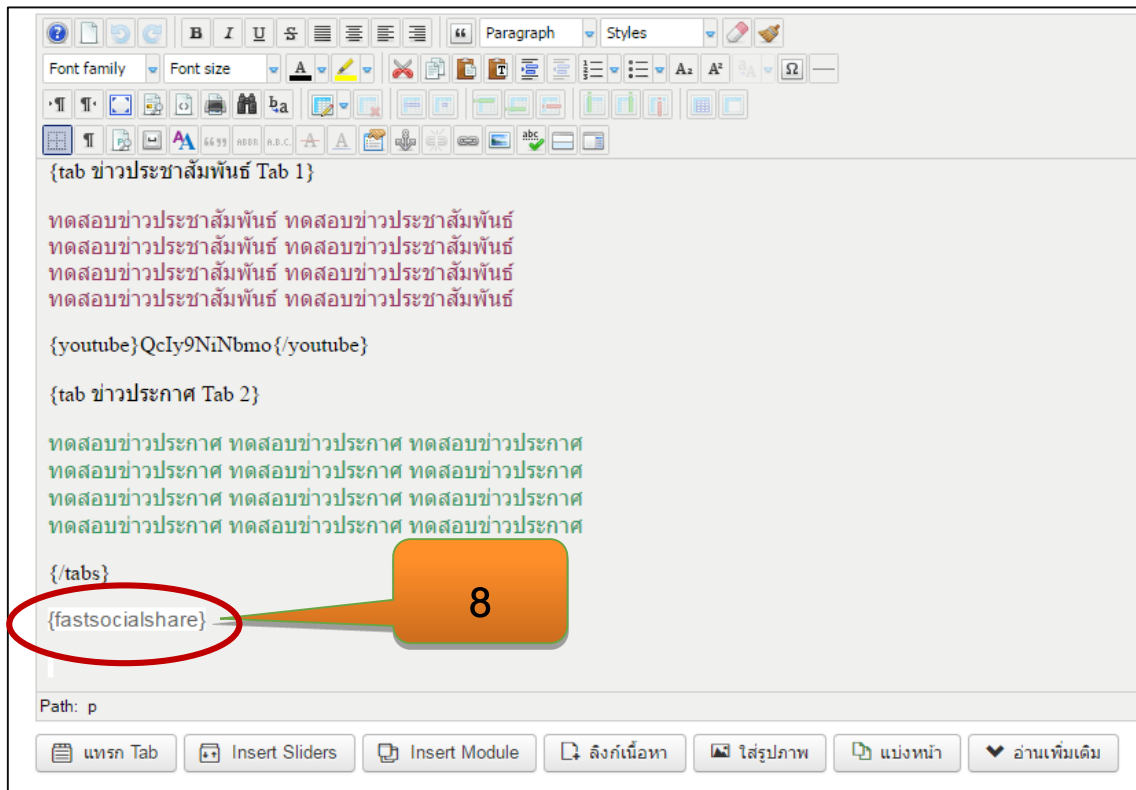 B I U S Paragraph Styles
Font family Font size A
{tab ข่าวประชาสัมพันธ์ Tab 1}
ทดสอบข่าวประชาสัมพันธ์ ทดสอบข่าวประชาสัมพันธ์
ทดสอบข่าวประชาสัมพันธ์ ทดสอบข่าวประชาสัมพันธ์
ทดสอบข่าวประชาสัมพันธ์ ทดสอบข่าวประชาสัมพันธ์
ทดสอบข่าวประชาสัมพันธ์ ทดสอบข่าวประชาสัมพันธ์
{youtube}QcIy9NiNbmo{/youtube}
{tab ข่าวประกาศ Tab 2}
ทดสอบข่าวประกาศ ทดสอบข่าวประกาศ ทดสอบข่าวประกาศ
ทดสอบข่าวประกาศ ทดสอบข่าวประกาศ ทดสอบข่าวประกาศ
ทดสอบข่าวประกาศ ทดสอบข่าวประกาศ ทดสอบข่าวประกาศ
ทดสอบข่าวประกาศ ทดสอบข่าวประกาศ ทดสอบข่าวประกาศ
{/tabs}
8
{fastsocialshare}
Path: p
แทรก Tab Insert Sliders Insert Module ลิงก์เนื้อหา ใส่รูปภาพ แบ่งหน้า อ่านเพิ่มเติม